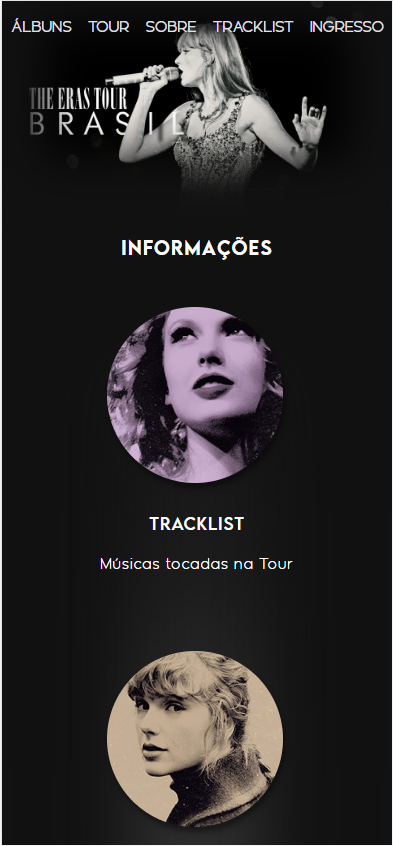 ÁLBUNS TOUR SOBRE TRACKLIST INGRESSO
THE ERAS TOUR
BRASIL
INFORMAÇÕES
TRACKLIST
Músicas tocadas na Tour